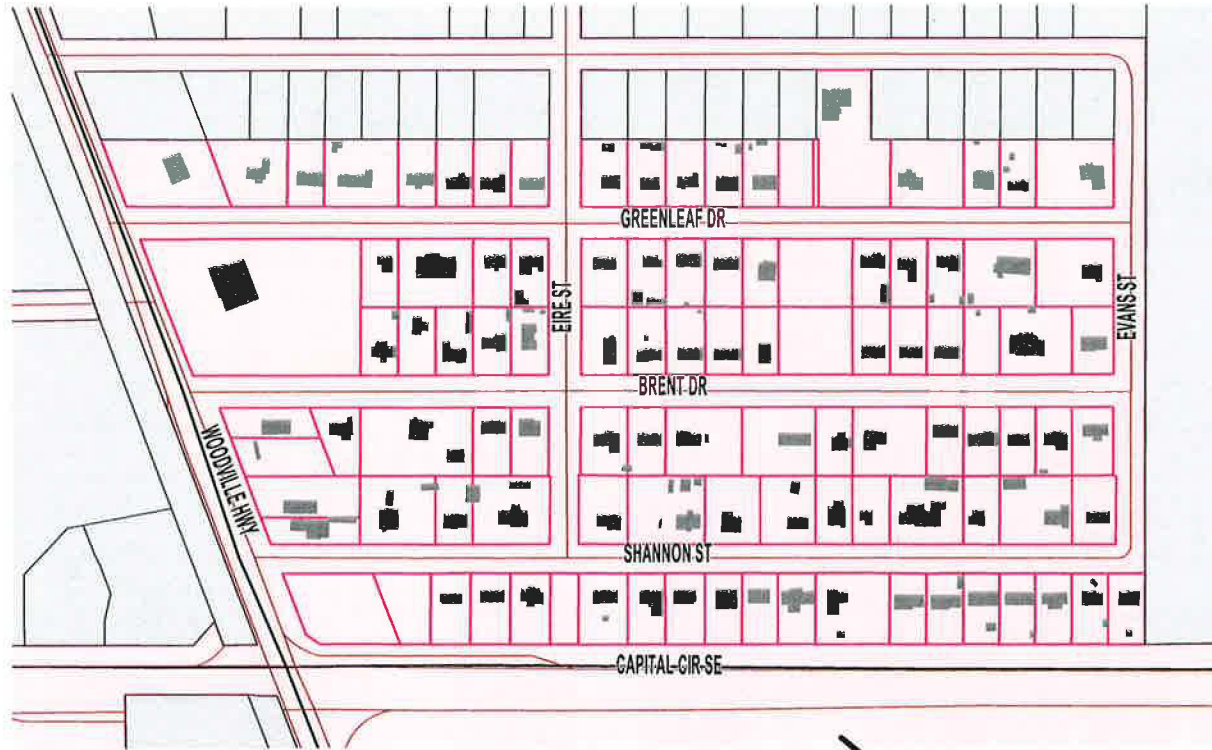 GREENLEAF DR
EIRE ST
EVANS ST
BRENT DR
WOODVILLE HWY
SHANNON ST
CAPITAL CIR SE